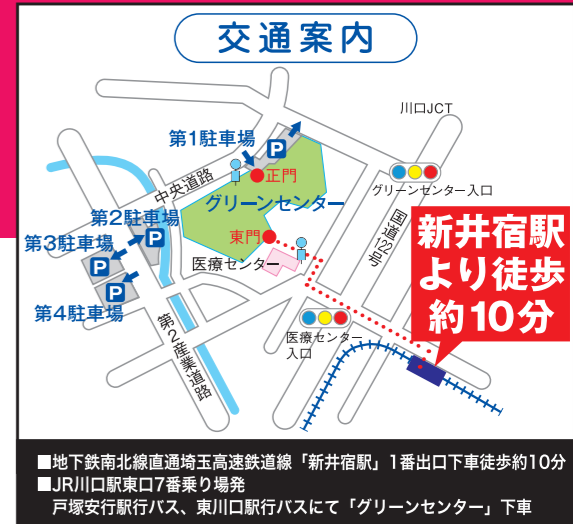 交通案内
川口JCT
第1駐車場
P
正門
中央道路
グリーンセンター入口
グリーンセンター
第2駐車場
P
国道122号
新井宿駅
より徒歩
約10分
東門
第3駐車場
P
医療センター
P
第4駐車場
第2産業道路
医療センター
入口
■地下鉄南北線直通埼玉高速鉄道線「新井宿駅」1番出口下車徒歩約10分
■JR川口駅東口7番乗り場発
戸塚安行駅行バス、東川口駅行バスにて「グリーンセンター」下車